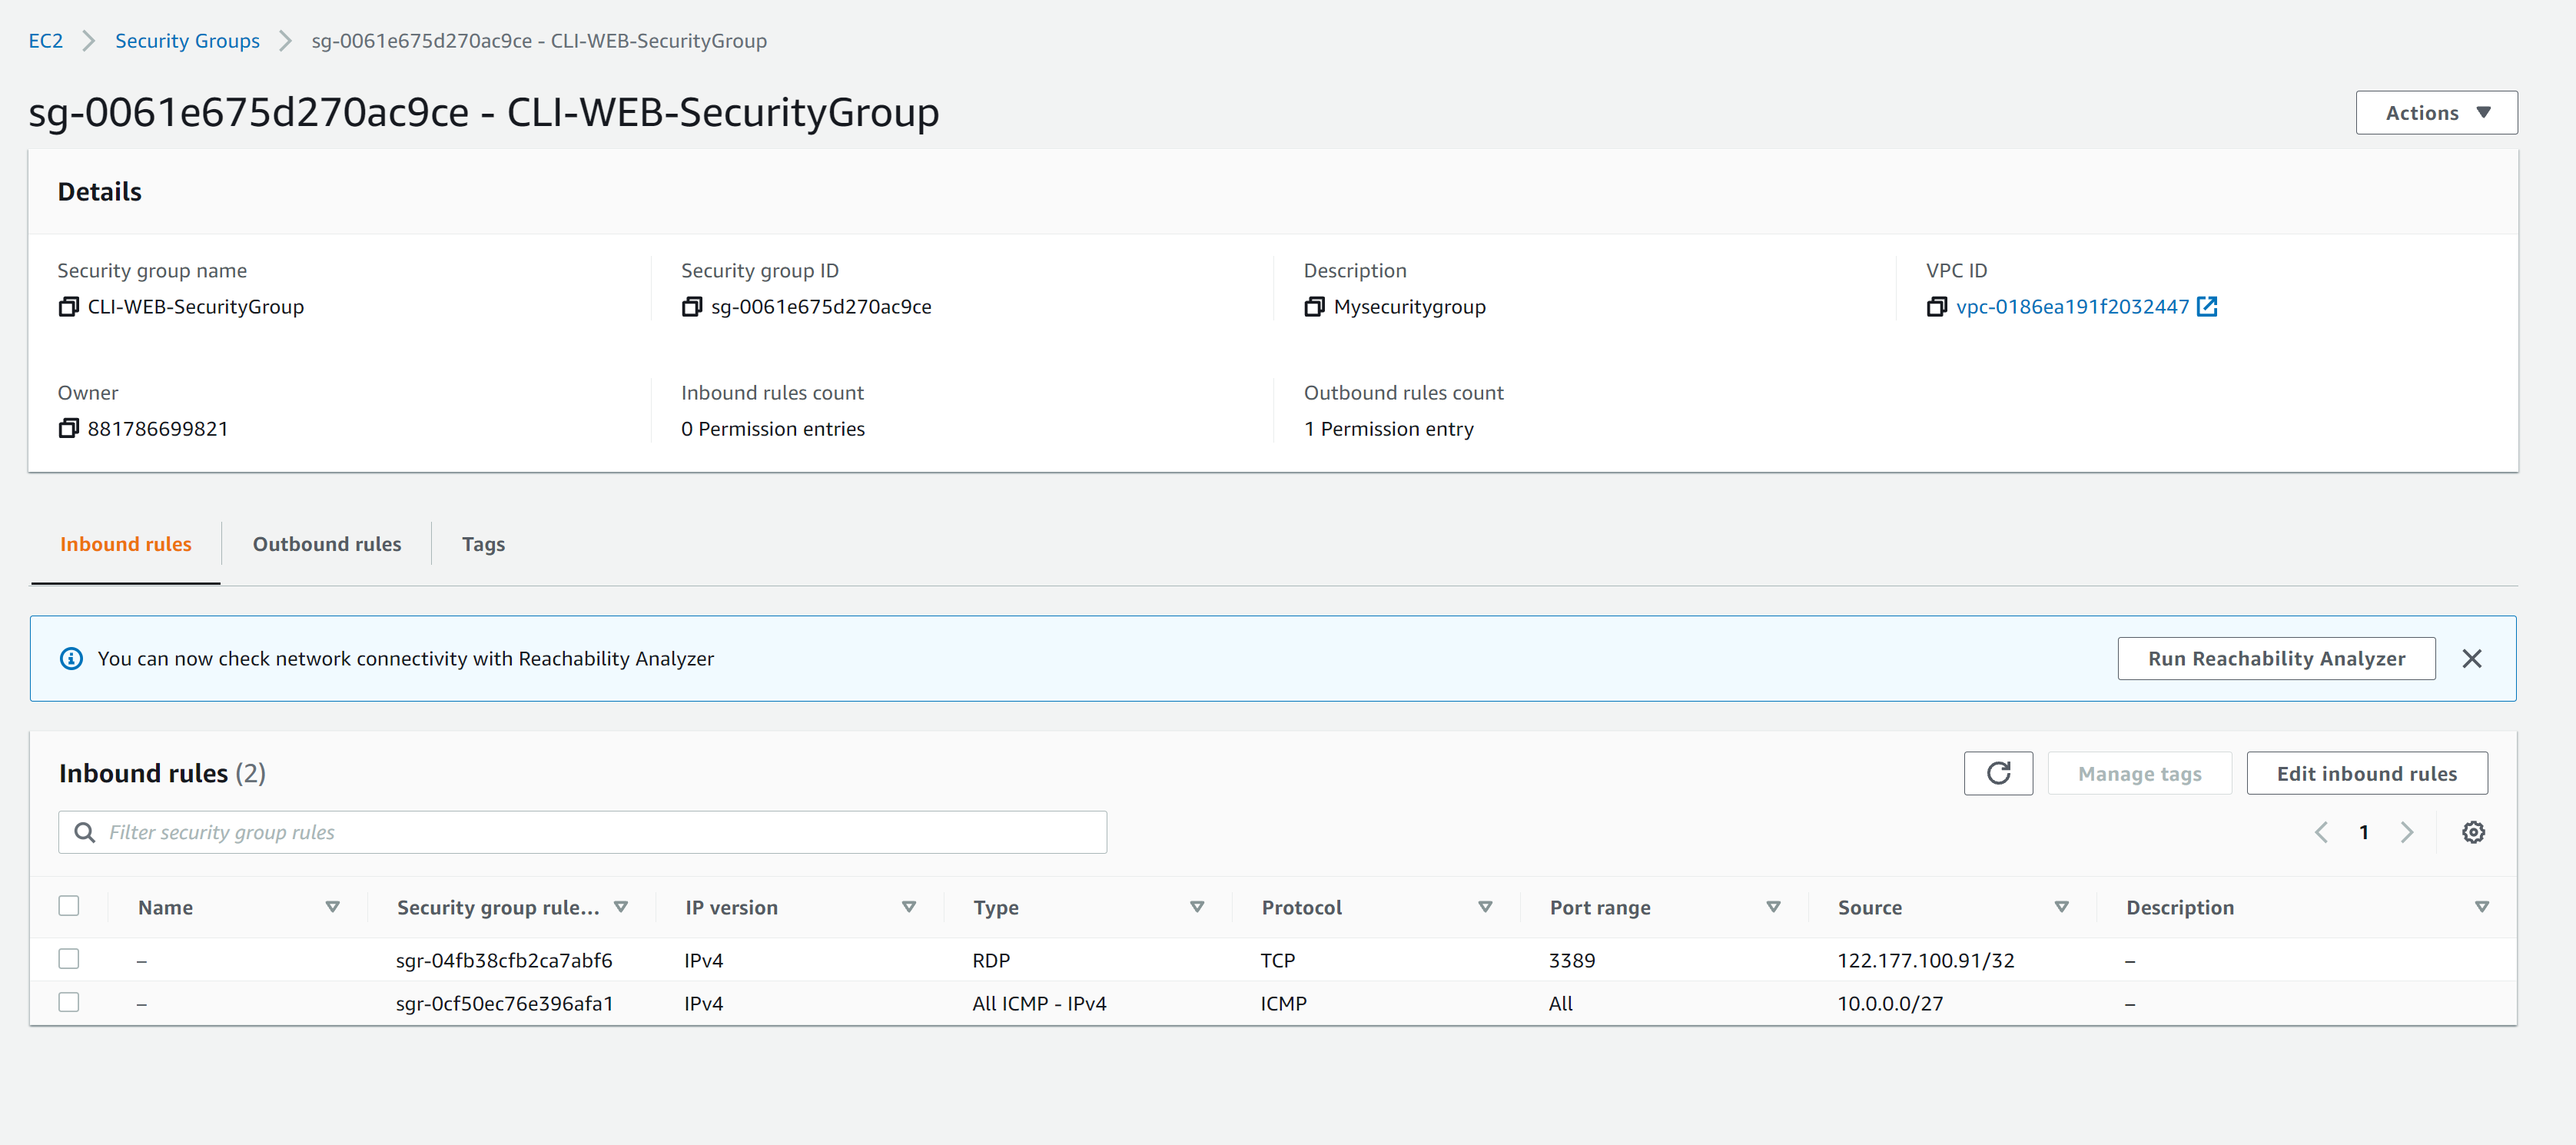 EC2 > Security Groups > sg-0061e675d270ac9ce - CLI-WEB-SecurityGroup
sg-0061e675d270ac9ce - CLI-WEB-SecurityGroup
Actions
Details
Security group name
CLI-WEB-SecurityGroup
Security group ID
sg-0061e675d270ac9ce
Description
Mysecuritygroup
VPC ID
vpc-0186ea191f2032447
Owner
881786699821
Inbound rules count
0 Permission entries
Outbound rules count
1 Permission entry
Inbound rules Outbound rules Tags
You can now check network connectivity with Reachability Analyzer
Run Reachability Analyzer
Inbound rules (2)
Manage tags
Edit inbound rules
Filter security group rules
1
Name Security group rule... IP version Type Protocol Port range Source Description
– sgr-04fb38cfb2ca7abf6 IPv4 RDP TCP 3389 122.177.100.91/32 –
– sgr-0cf50ec76e396afa1 IPv4 All ICMP - IPv4 ICMP All 10.0.0.0/27 –